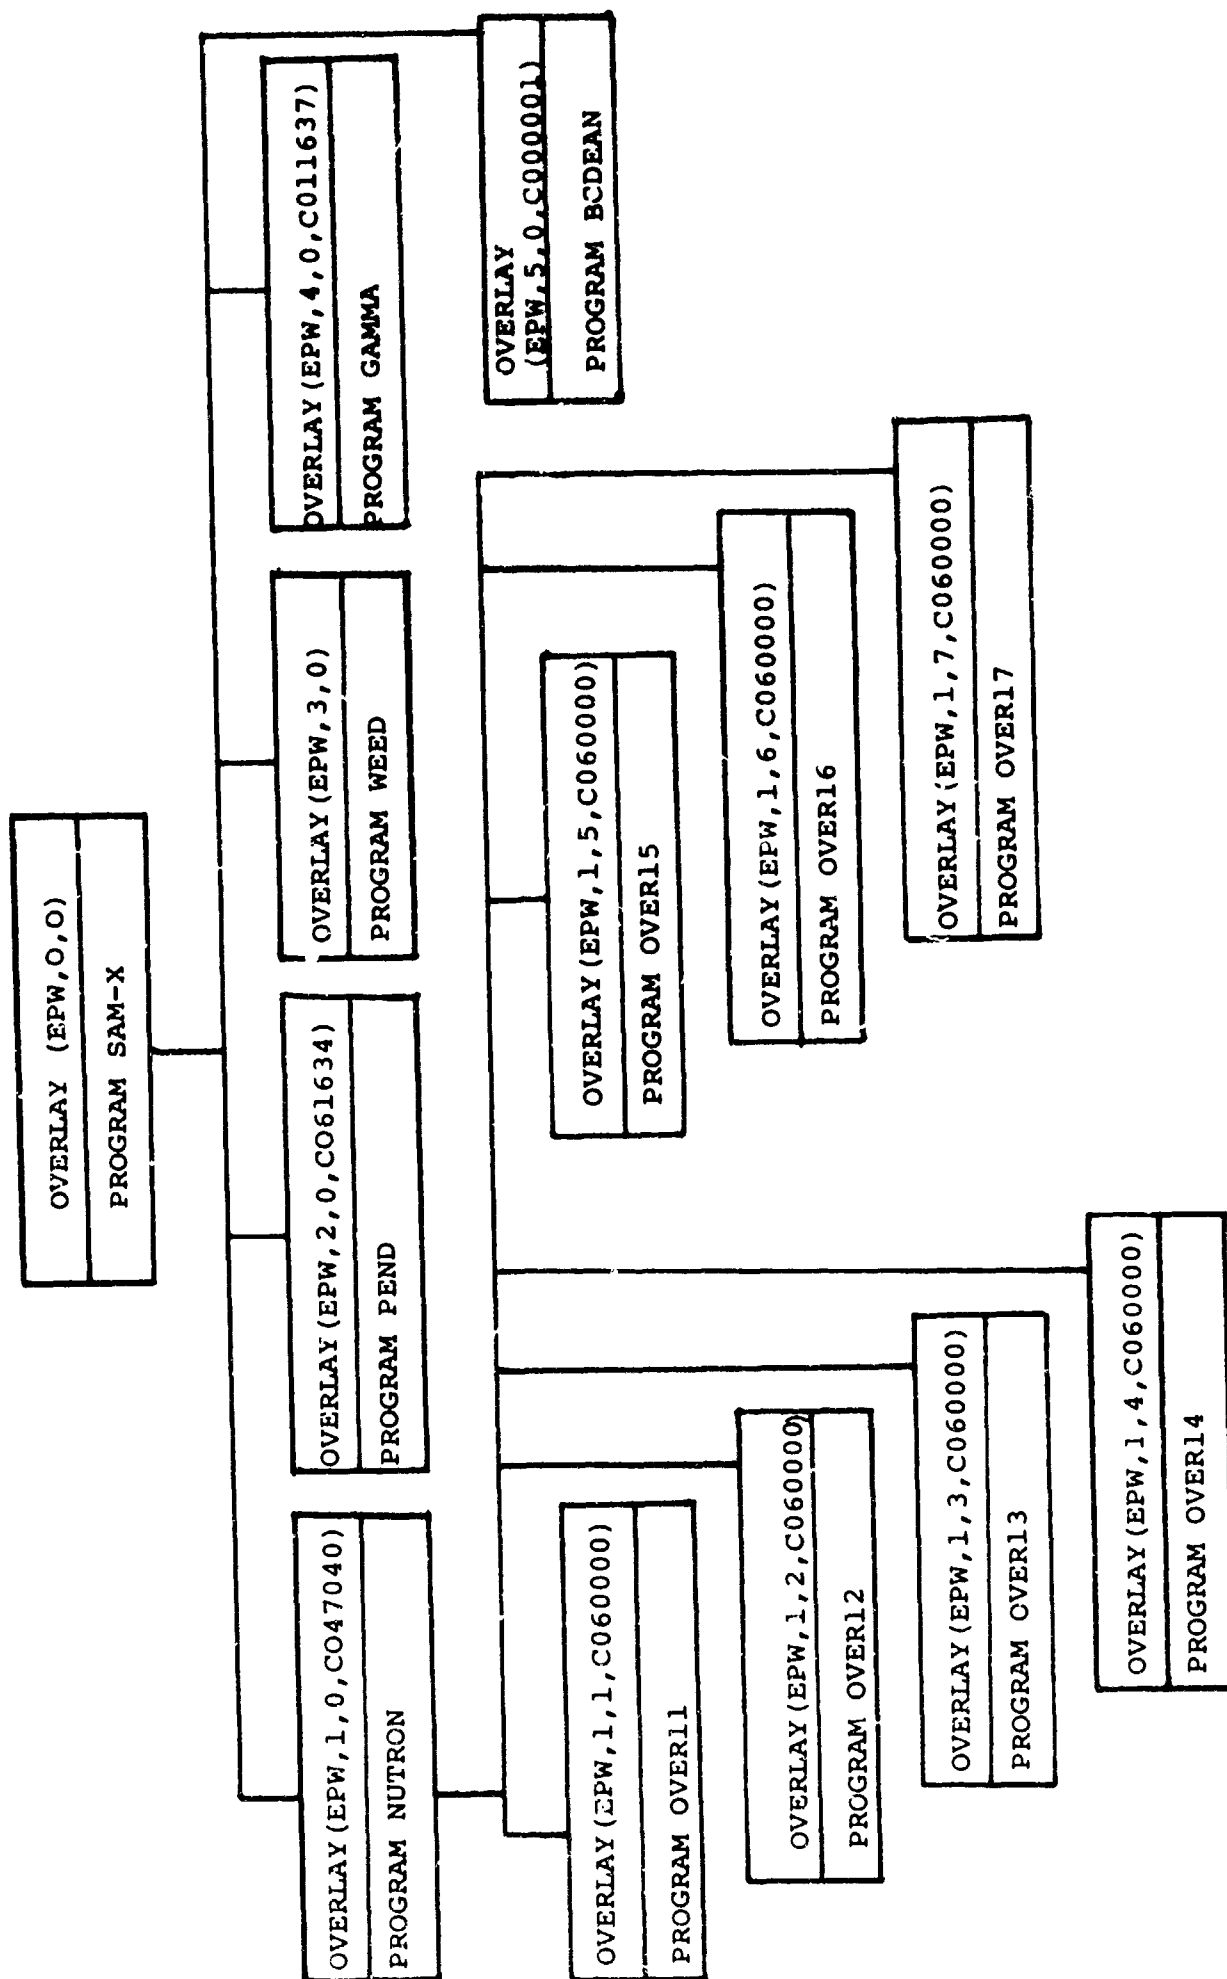 OVERLAY (EPW,O,O)
PROGRAM SAM-X
OVERLAY(EPW,1,0,CO47040)
PROGRAM NUTRON
OVERLAY(EPW,2,0,CO61634)
PROGRAM PEND
OVERLAY(EPW,3,0)
PROGRAM WEED
OVERLAY(EPW,4,0,C011637)
PROGRAM GAMMA
OVERLAY
(EPW,5,0,C000001)
PROGRAM BCDEAN
OVERLAY(EPW,1,1,C060000)
PROGRAM OVER11
OVERLAY(EPW,1,2,C060000)
PROGRAM OVER12
OVERLAY(EPW,1,3,C060000)
PROGRAM OVER13
OVERLAY(EPW,1,4,C060000)
PROGRAM OVER14
OVERLAY(EPW,1,5,C060000)
PROGRAM OVER15
OVERLAY(EPW,1,6,C060000)
PROGRAM OVER16
OVERLAY(EPW,1,7,C060000)
PROGRAM OVER17